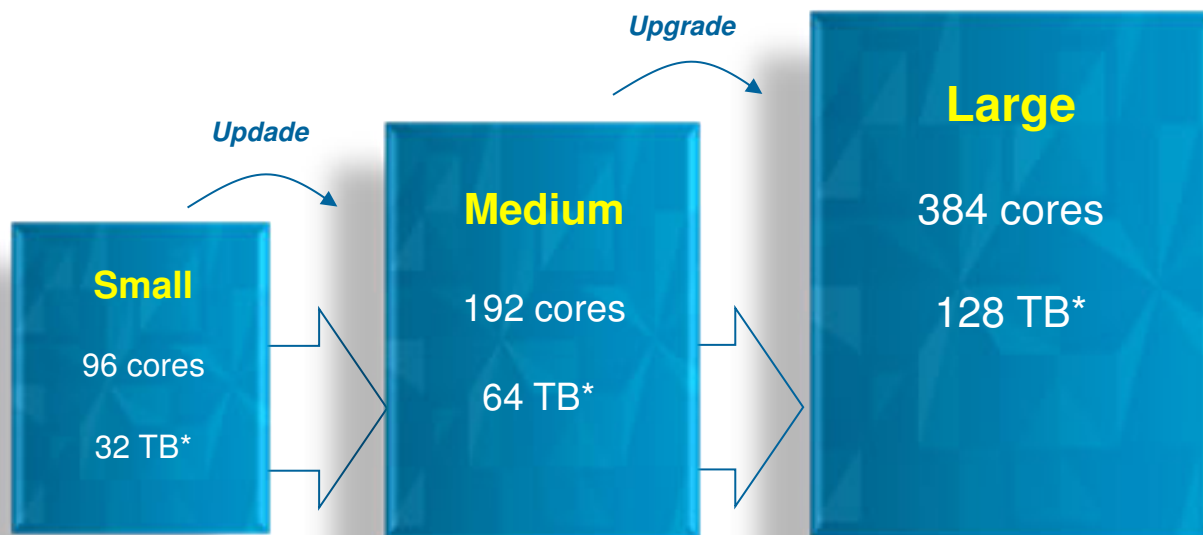 Small
96 cores
32 TB*
Updade
Medium
192 cores
64 TB*
Upgrade
Large
384 cores
128 TB*